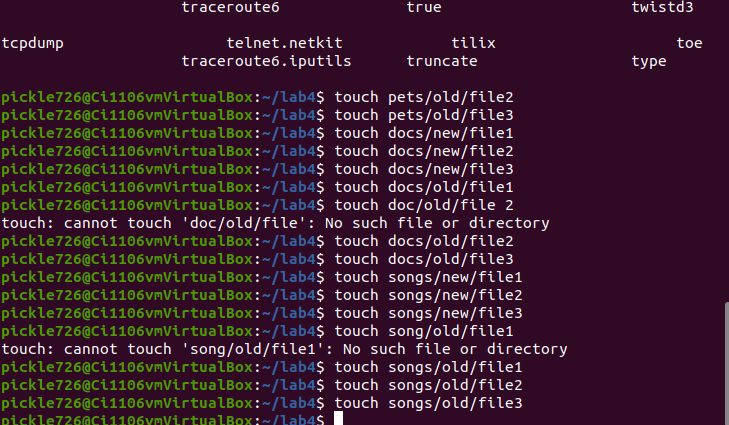 traceroute6 true twistd3
tcpdump telnet.netkit tilix toe
traceroute6.iputils truncate type
pickle726@Ci1106vmVirtualBox:~/lab4$ touch pets/old/file2
pickle726@Ci1106vmVirtualBox:~/lab4$ touch pets/old/file3
pickle726@Ci1106vmVirtualBox:~/lab4$ touch docs/new/file1
pickle726@Ci1106vmVirtualBox:~/lab4$ touch docs/new/file2
pickle726@Ci1106vmVirtualBox:~/lab4$ touch docs/new/file3
pickle726@Ci1106vmVirtualBox:~/lab4$ touch docs/old/file1
pickle726@Ci1106vmVirtualBox:~/lab4$ touch doc/old/file 2
touch: cannot touch 'doc/old/file': No such file or directory
pickle726@Ci1106vmVirtualBox:~/lab4$ touch docs/old/file2
pickle726@Ci1106vmVirtualBox:~/lab4$ touch docs/old/file3
pickle726@Ci1106vmVirtualBox:~/lab4$ touch songs/new/file1
pickle726@Ci1106vmVirtualBox:~/lab4$ touch songs/new/file2
pickle726@Ci1106vmVirtualBox:~/lab4$ touch songs/new/file3
pickle726@Ci1106vmVirtualBox:~/lab4$ touch song/old/file1
touch: cannot touch 'song/old/file1': No such file or directory
pickle726@Ci1106vmVirtualBox:~/lab4$ touch songs/old/file1
pickle726@Ci1106vmVirtualBox:~/lab4$ touch songs/old/file2
pickle726@Ci1106vmVirtualBox:~/lab4$ touch songs/old/file3
pickle726@Ci1106vmVirtualBox:~/lab4$